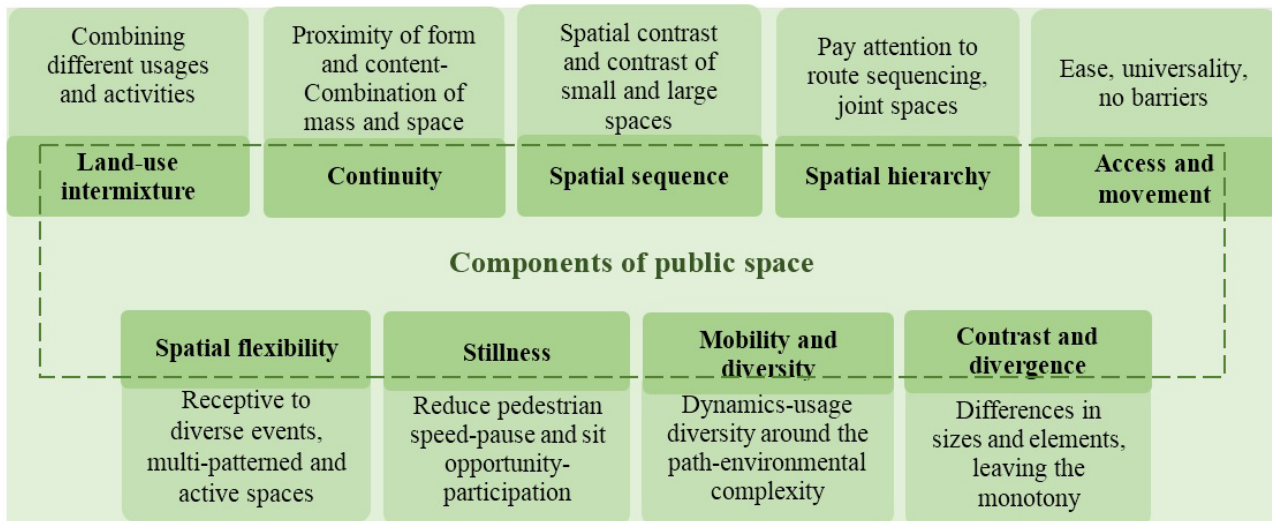 Combining
different usages
and activities
Land-use
intermixture
Proximity of form
and content-
Combination of
mass and space
Continuity
Spatial contrast
and contrast of
small and large
spaces
Spatial sequence
Pay attention to
route sequencing,
joint spaces
Spatial hierarchy
Ease, universality,
no barriers
Access and
movement
Components of public space
Spatial flexibility
Receptive to
diverse events,
multi-patterned and
active spaces
Stillness
Reduce pedestrian
speed-pause and sit
opportunity-
participation
Mobility and
diversity
Dynamics-usage
diversity around the
path-environmental
complexity
Contrast and
divergence
Differences in
sizes and elements,
leaving the
monotony